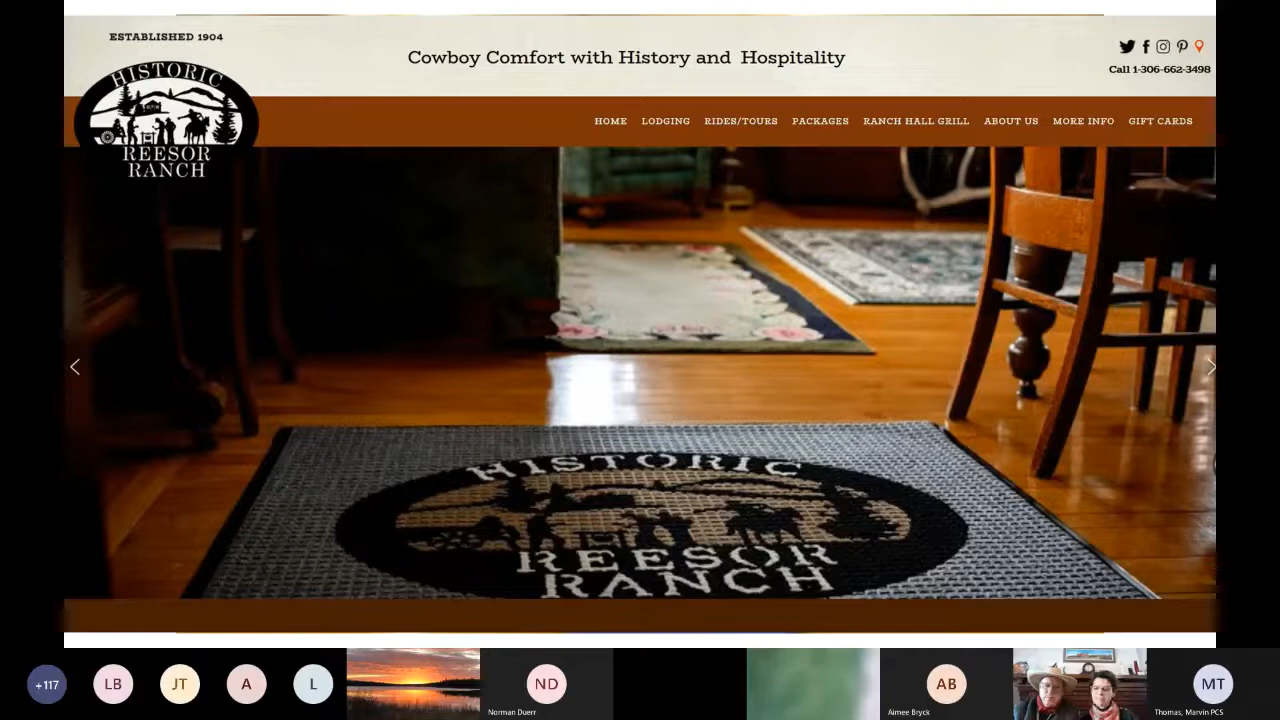 ESTABLISHED 1904
HISTORIC
REESOR
RANCH
Cowboy Comfort with History and Hospitality
Call 1-306-662-3498
HOME LODGING RIDES/TOURS PACKAGES RANCH HALL GRILL ABOUT US MORE INFO GIFT CARDS
HISTORIC
REESOR
RANCH
+117 LB JT A L ND AB MT
Norman Duerr Aimee Bryck Thomas, Marvin PCS